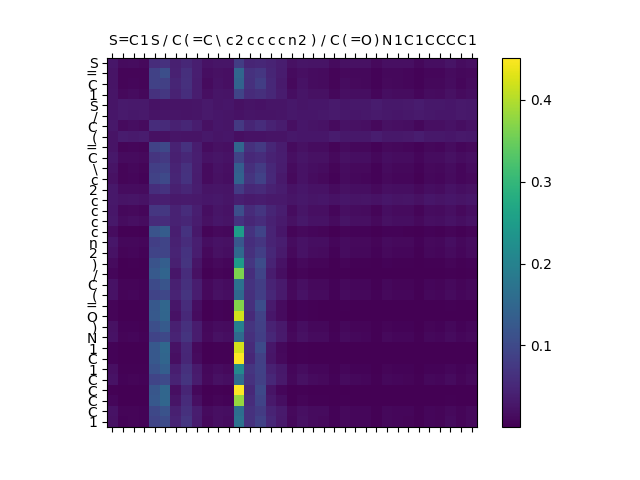 S=C1S/C(=C\c2ccccn2)/C(=O)N1C1CCCC1
S
=
C
1
S
/
C
(
=
C
\
c
2
c
c
c
c
n
2
)
/
C
(
=
O
)
N
1
C
1
C
C
C
C
1
0.4
0.3
0.2
0.1